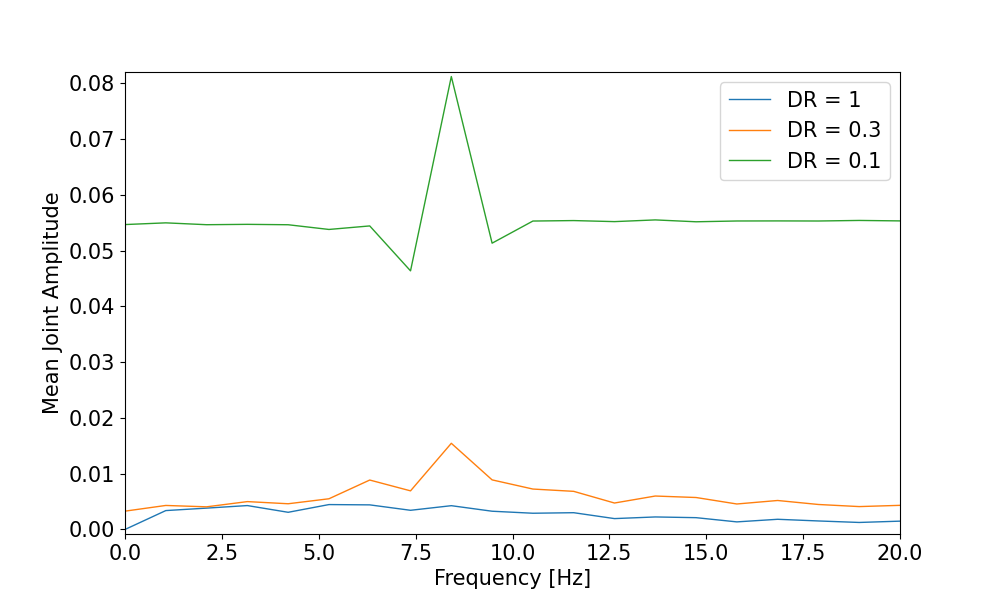 0.08
0.07
0.06
0.05
0.04
0.03
0.02
0.01
0.00
Mean Joint Amplitude
DR = 1
DR = 0.3
DR = 0.1
0.0 2.5 5.0 7.5 10.0 12.5 15.0 17.5 20.0
Frequency [Hz]